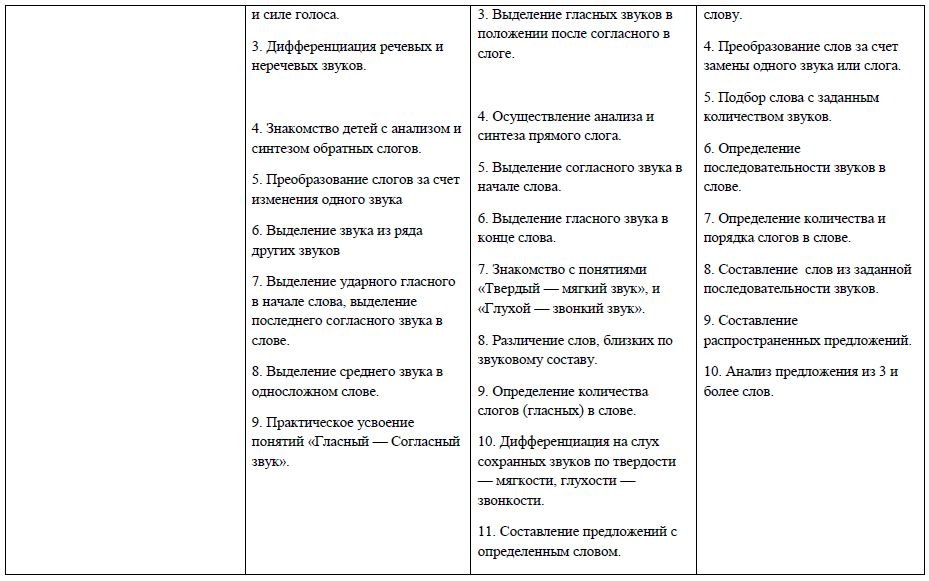 и силе голоса.
3. Дифференциация речевых и
неречевых звуков.
4. Знакомство детей с анализом и
синтезом обратных слогов.
5. Преобразование слогов за счет
изменения одного звука
6. Выделение звука из ряда
других звуков
7. Выделение ударного гласного
в начале слова, выделение
последнего согласного звука в
слове.
8. Выделение среднего звука в
односложном слове.
9. Практическое усвоение
понятий «Гласный — Согласный
звук».
3. Выделение гласных звуков в
положении после согласного в
слоге.
4. Осуществление анализа и
синтеза прямого слога.
5. Выделение согласного звука в
начале слова.
6. Выделение гласного звука в
конце слова.
7. Знакомство с понятиями
«Твердый — мягкий звук», и
«Глухой — звонкий звук».
8. Различение слов, близких по
звуковому составу.
9. Определение количества
слогов (гласных) в слове.
10. Дифференциация на слух
сохранных звуков по твердости
— мягкости, глухости —
звонкости.
11. Составление предложений с
определенным словом.
слову.
4. Преобразование слов за счет
замены одного звука или слога.
5. Подбор слова с заданным
количеством звуков.
6. Определение
последовательности звуков в
слове.
7. Определение количества и
порядка слогов в слове.
8. Составление  слов из заданной
последовательности звуков.
9. Составление
распространенных предложений.
10. Анализ предложения из 3 и
более слов.